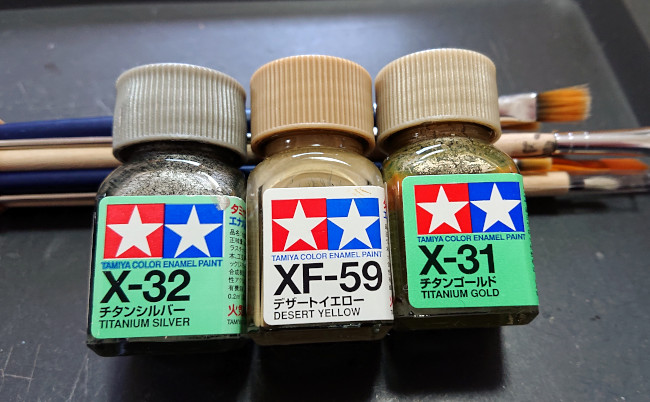 TAMIYA COLOR ENAMEL PAINT
X-32
チタンシルバー
TITANIUM SILVER
TAMIYA COLOR ENAMEL PAINT
XF-59
デザートイエロー
DESERT YELLOW
TAMIYA COLOR ENAMEL PAINT
X-31
チタンゴールド
TITANIUM GOLD